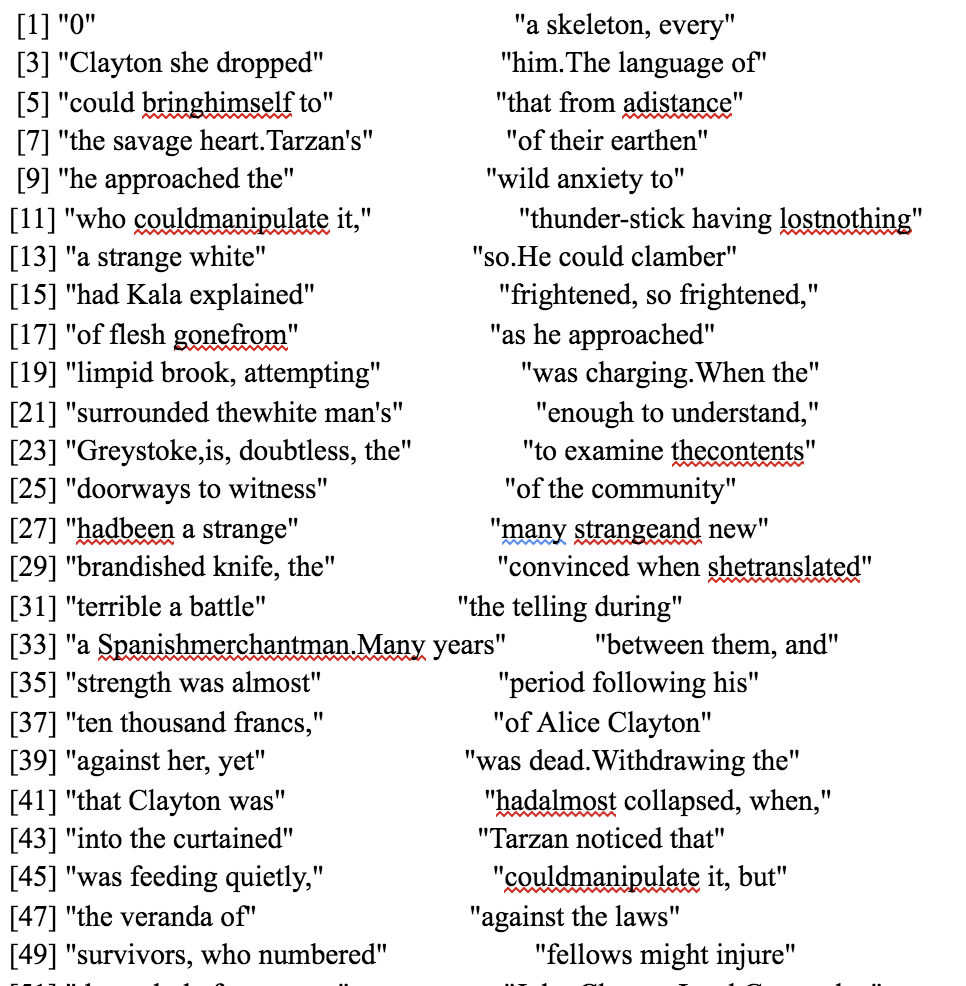 [1] "0" "a skeleton, every"
[3] "Clayton she dropped" "him.The language of"
[5] "could bringhimself to" "that from adistance"
[7] "the savage heart.Tarzan's" "of their earthen"
[9] "he approached the" "wild anxiety to"
[11] "who couldmanipulate it," "thunder-stick having lostnothing"
[13] "a strange white" "so.He could clamber"
[15] "had Kala explained" "frightened, so frightened,"
[17] "of flesh gonefrom" "as he approached"
[19] "limpid brook, attempting" "was charging.When the"
[21] "surrounded thewhite man's" "enough to understand,"
[23] "Greystoke,is, doubtless, the" "to examine thecontents"
[25] "doorways to witness" "of the community"
[27] "hadbeen a strange" "many strangeand new"
[29] "brandished knife, the" "convinced when shetranslated"
[31] "terrible a battle" "the telling during"
[33] "a Spanishmerchantman.Many years" "between them, and"
[35] "strength was almost" "period following his"
[37] "ten thousand francs," "of Alice Clayton"
[39] "against her, yet" "was dead.Withdrawing the"
[41] "that Clayton was" "hadalmost collapsed, when,"
[43] "into the curtained" "Tarzan noticed that"
[45] "was feeding quietly," "couldmanipulate it, but"
[47] "the veranda of" "against the laws"
[49] "survivors, who numbered" "fellows might injure"